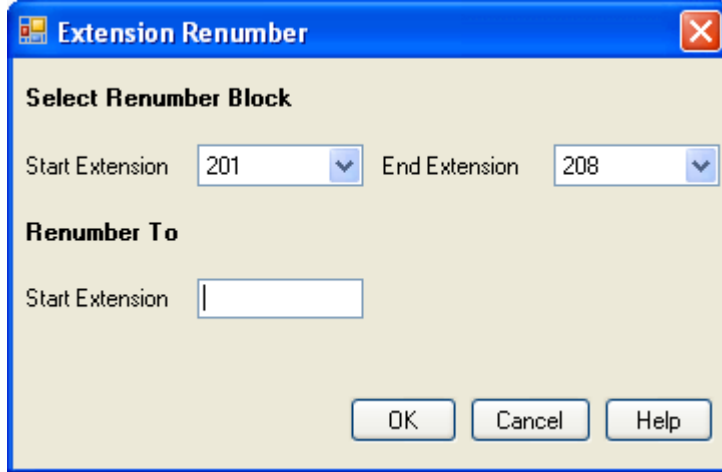 Extension Renumber
Select Renumber Block
Start Extension 201 End Extension 208
Renumber To
Start Extension
OK Cancel Help